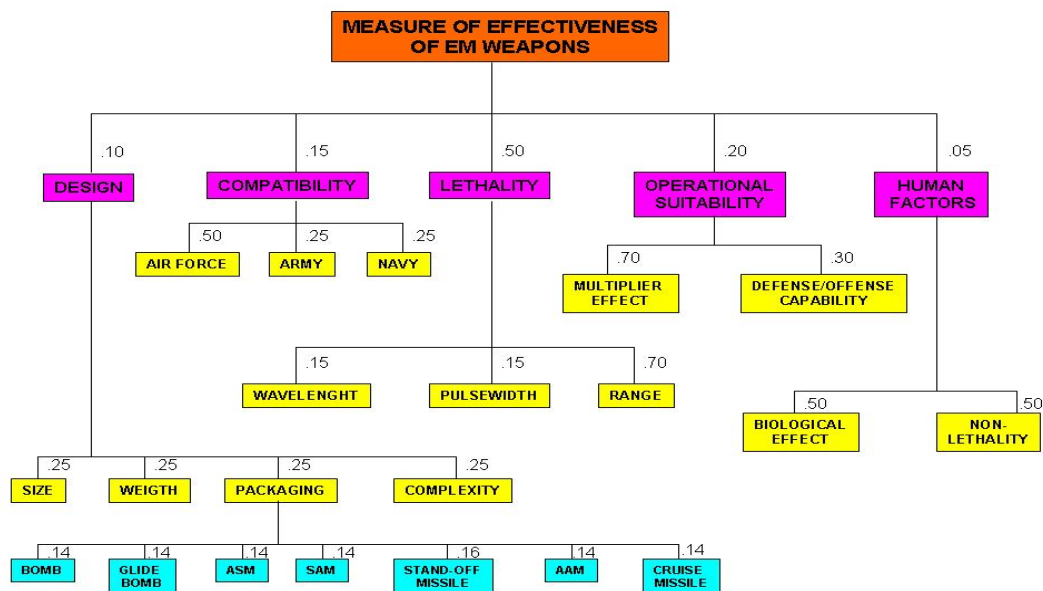 MEASURE OF EFFECTIVENESS
OF EM WEAPONS
.10
.15
.50
.20
.05
DESIGN
COMPATIBILITY
LETHALITY
OPERATIONAL
SUITABILITY
HUMAN
FACTORS
.50
.25
.25
AIR FORCE
ARMY
NAVY
.70
.30
MULTIPLIER
EFFECT
DEFENSE/OFFENSE
CAPABILITY
.15
.15
.70
WAVELENGHT
PULSEWIDTH
RANGE
.50
.50
BIOLOGICAL
EFFECT
NON-
LETHALITY
.25
.25
.25
.25
SIZE
WEIGTH
PACKAGING
COMPLEXITY
.14
.14
.14
.14
.16
.14
.14
BOMB
GLIDE
BOMB
ASM
SAM
STAND-OFF
MISSILE
AAM
CRUISE
MISSILE